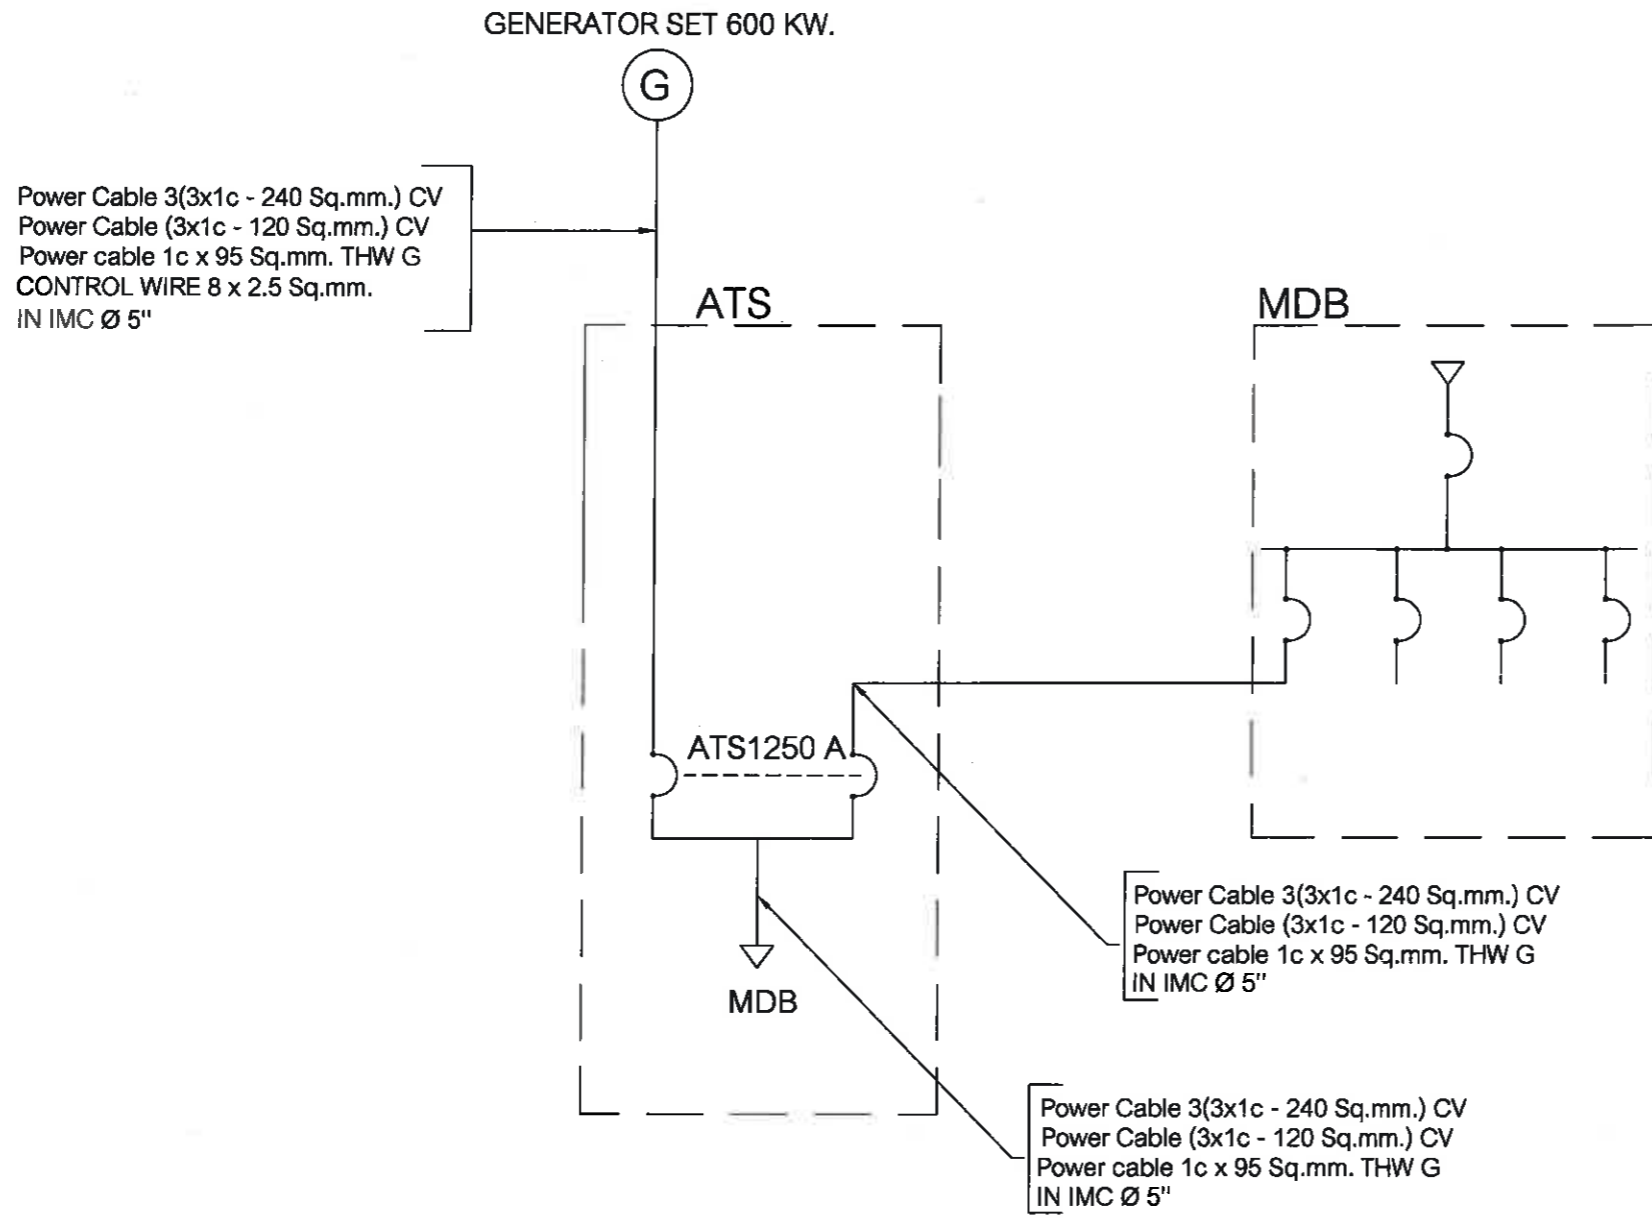 GENERATOR SET 600 KW.
G
Power Cable 3(3x1c - 240 Sq.mm.) CV
Power Cable (3x1c - 120 Sq.mm.) CV
Power cable 1c x 95 Sq.mm. THW G
CONTROL WIRE 8 x 2.5 Sq.mm.
IN IMC Ø 5"
ATS
MDB
ATS1250 A
MDB
Power Cable 3(3x1c - 240 Sq.mm.) CV
Power Cable (3x1c - 120 Sq.mm.) CV
Power cable 1c x 95 Sq.mm. THW G
IN IMC Ø 5"
Power Cable 3(3x1c - 240 Sq.mm.) CV
Power Cable (3x1c - 120 Sq.mm.) CV
Power cable 1c x 95 Sq.mm. THW G
IN IMC Ø 5"